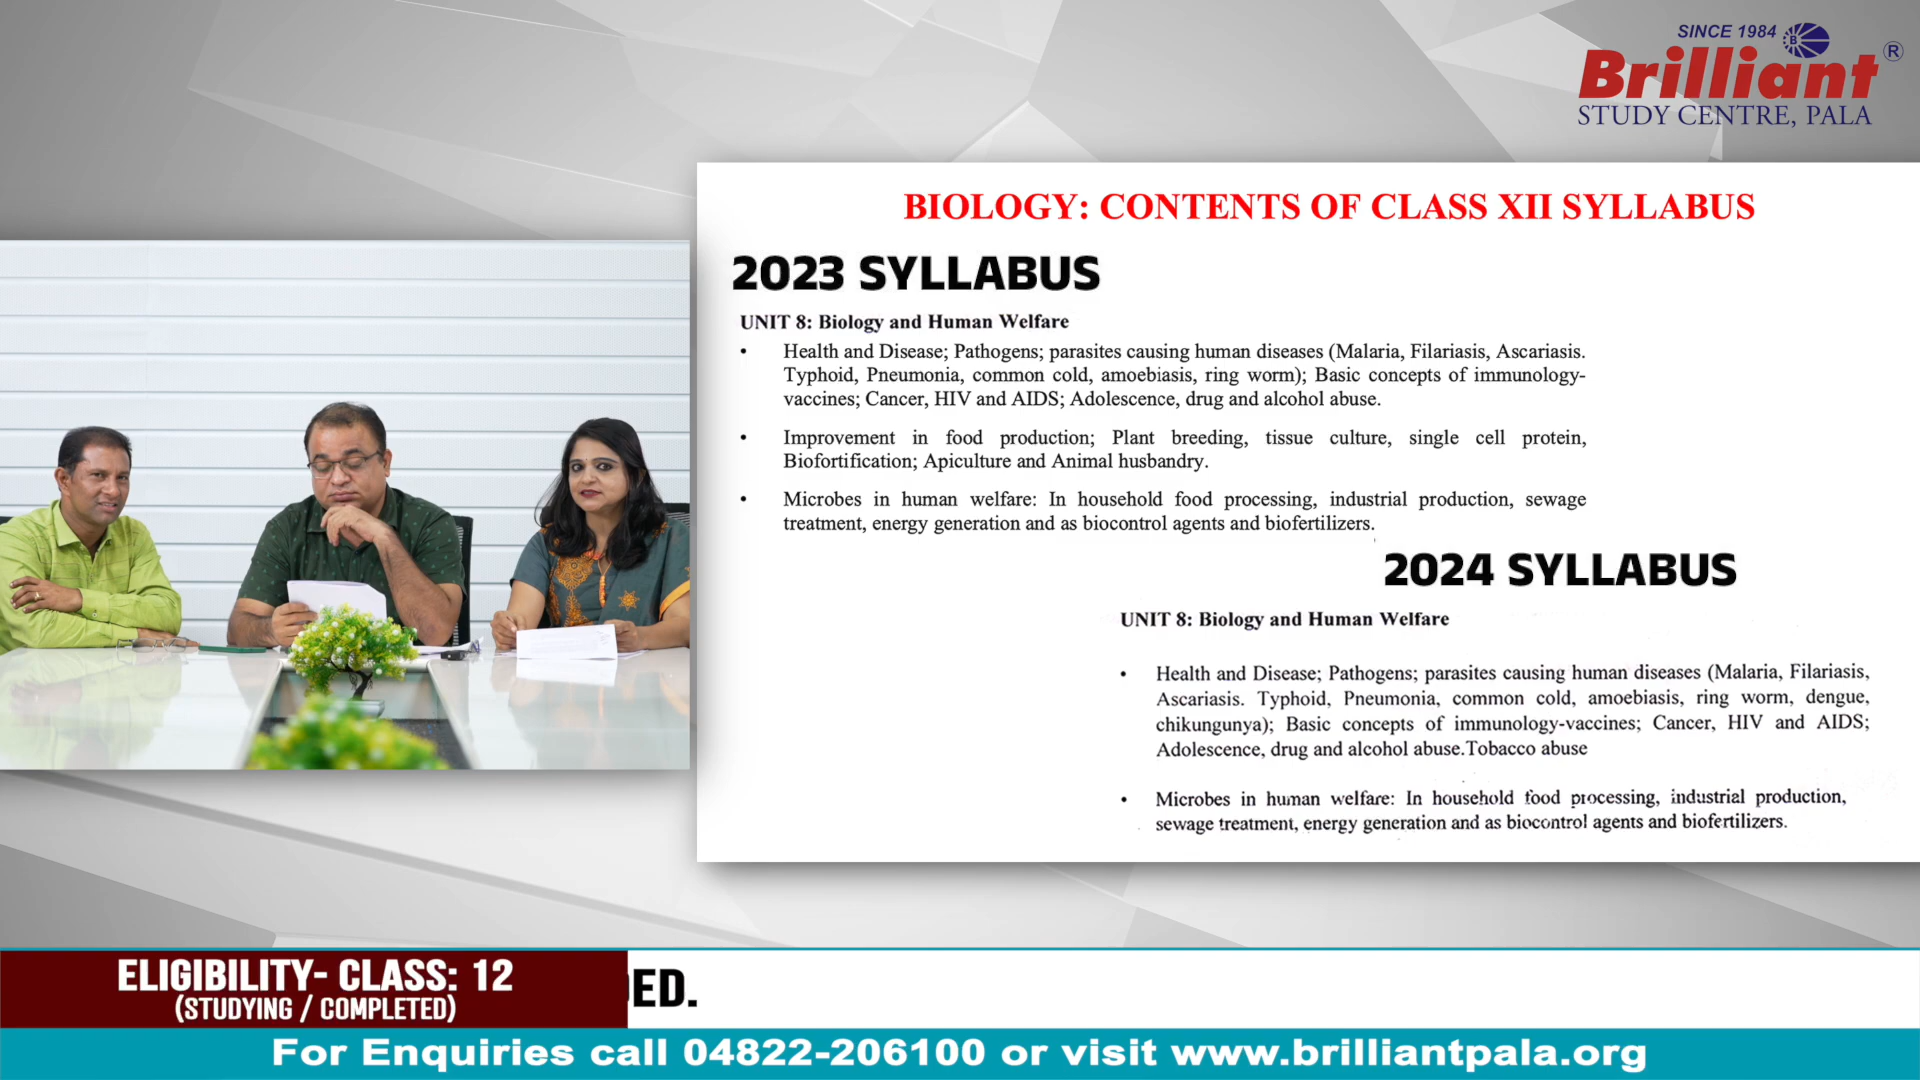 SINCE 1984
Brilliant ®
STUDY CENTRE, PALA
BIOLOGY: CONTENTS OF CLASS XII SYLLABUS
2023 SYLLABUS
UNIT 8: Biology and Human Welfare
• Health and Disease; Pathogens; parasites causing human diseases (Malaria, Filariasis, Ascariasis.
Typhoid, Pneumonia, common cold, amoebiasis, ring worm); Basic concepts of immunology-
vaccines; Cancer, HIV and AIDS; Adolescence, drug and alcohol abuse.
• Improvement in food production; Plant breeding, tissue culture, single cell protein,
Biofortification; Apiculture and Animal husbandry.
• Microbes in human welfare: In household food processing, industrial production, sewage
treatment, energy generation and as biocontrol agents and biofertilizers.
2024 SYLLABUS
UNIT 8: Biology and Human Welfare
• Health and Disease; Pathogens; parasites causing human diseases (Malaria, Filariasis,
Ascariasis. Typhoid, Pneumonia, common cold, amoebiasis, ring worm, dengue,
chikungunya); Basic concepts of immunology-vaccines; Cancer, HIV and AIDS;
Adolescence, drug and alcohol abuse.Tobacco abuse
• Microbes in human welfare: In household food processing, industrial production,
sewage treatment, energy generation and as biocontrol agents and biofertilizers.
ELIGIBILITY- CLASS: 12
(STUDYING / COMPLETED)
ED.
For Enquiries call 04822-206100 or visit www.brilliantpala.org